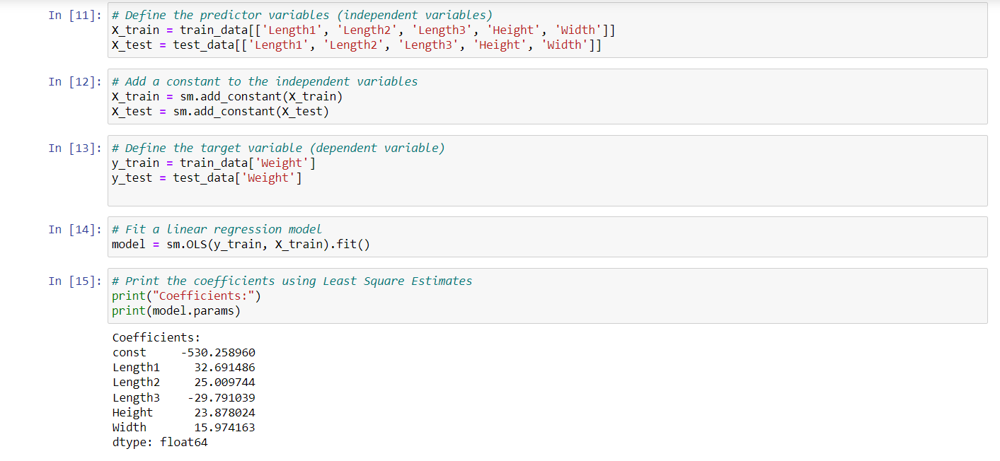 In [11]: # Define the predictor variables (independent variables)
X_train = train_data[['Length1', 'Length2', 'Length3', 'Height', 'Width']]
X_test = test_data[['Length1', 'Length2', 'Length3', 'Height', 'Width']]
In [12]: # Add a constant to the independent variables
X_train = sm.add_constant(X_train)
X_test = sm.add_constant(X_test)
In [13]: # Define the target variable (dependent variable)
y_train = train_data['Weight']
y_test = test_data['Weight']
In [14]: # Fit a linear regression model
model = sm.OLS(y_train, X_train).fit()
In [15]: # Print the coefficients using Least Square Estimates
print("Coefficients:")
print(model.params)
Coefficients:
const     -530.258960
Length1     32.691486
Length2     25.009744
Length3    -29.791039
Height      23.878024
Width       15.974163
dtype: float64